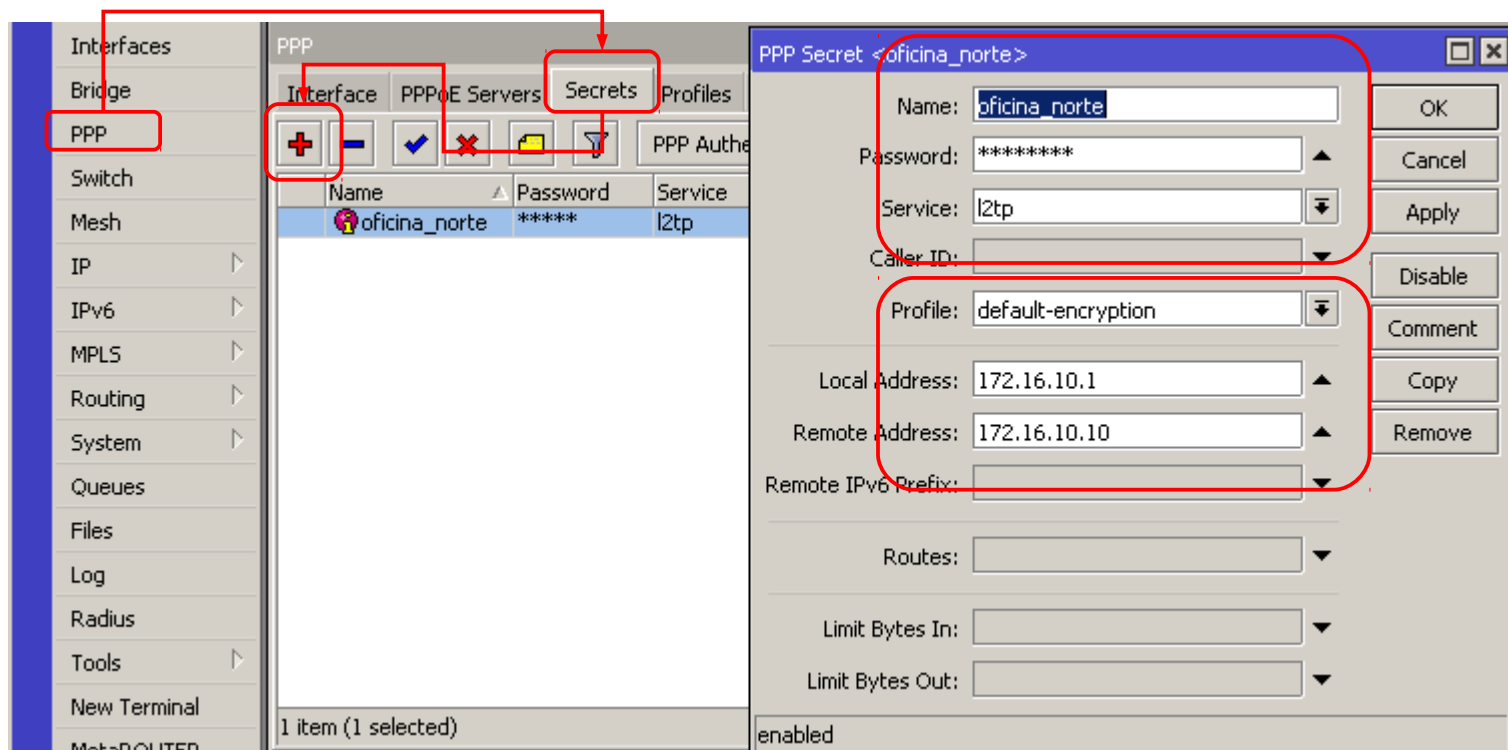 Interfaces
Bridge
PPP
Switch
Mesh
IP
IPv6
MPLS
Routing
System
Queues
Files
Log
Radius
Tools
New Terminal
MetaROUTER
PPP
Interface PPPoE Servers Secrets Profiles
PPP Authe
Name Password Service
oficina_norte ***** l2tp
1 item (1 selected)
PPP Secret <oficina_norte>
Name: oficina_norte
Password: ********
Service: l2tp
Caller ID:
Profile: default-encryption
Local Address: 172.16.10.1
Remote Address: 172.16.10.10
Remote IPv6 Prefix:
Routes:
Limit Bytes In:
Limit Bytes Out:
enabled
OK
Cancel
Apply
Disable
Comment
Copy
Remove